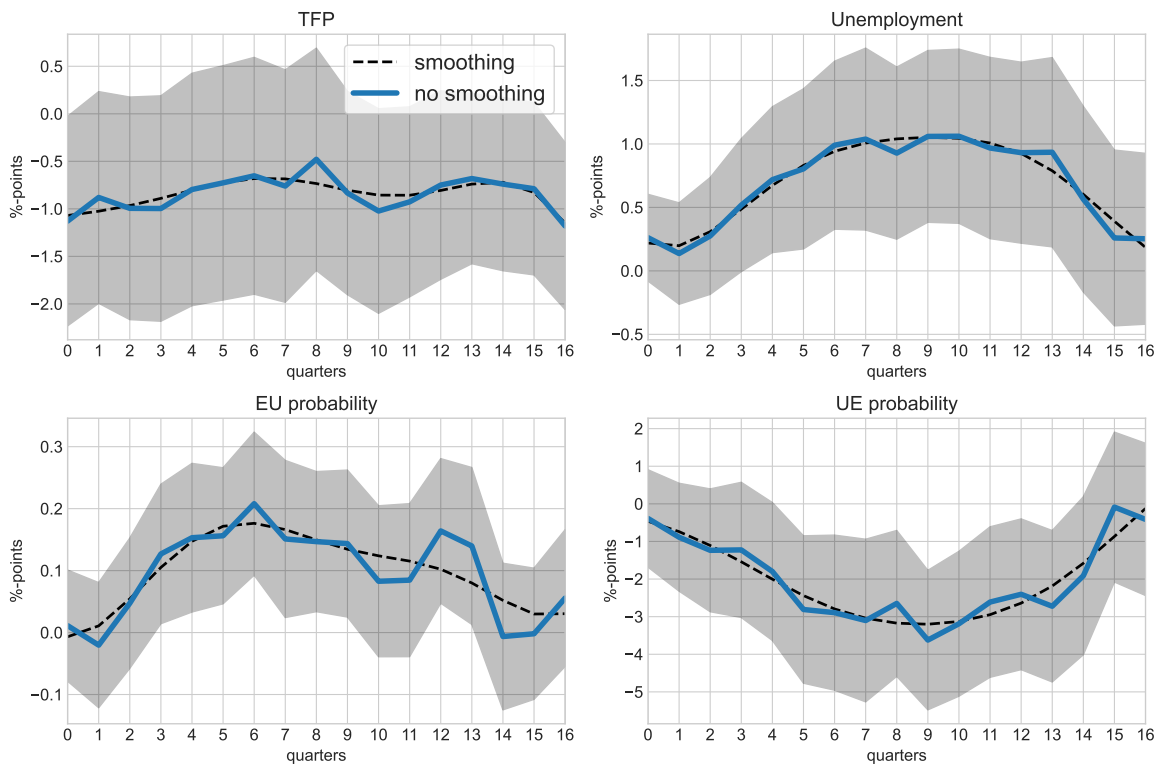 TFP
%-points
0.5
0.0
−0.5
−1.0
−1.5
−2.0
smoothing
no smoothing
0 1 2 3 4 5 6 7 8 9 10 11 12 13 14 15 16
quarters
Unemployment
%-points
1.5
1.0
0.5
0.0
−0.5
0 1 2 3 4 5 6 7 8 9 10 11 12 13 14 15 16
quarters
EU probability
%-points
0.3
0.2
0.1
0.0
−0.1
0 1 2 3 4 5 6 7 8 9 10 11 12 13 14 15 16
quarters
UE probability
%-points
2
1
0
−1
−2
−3
−4
−5
0 1 2 3 4 5 6 7 8 9 10 11 12 13 14 15 16
quarters